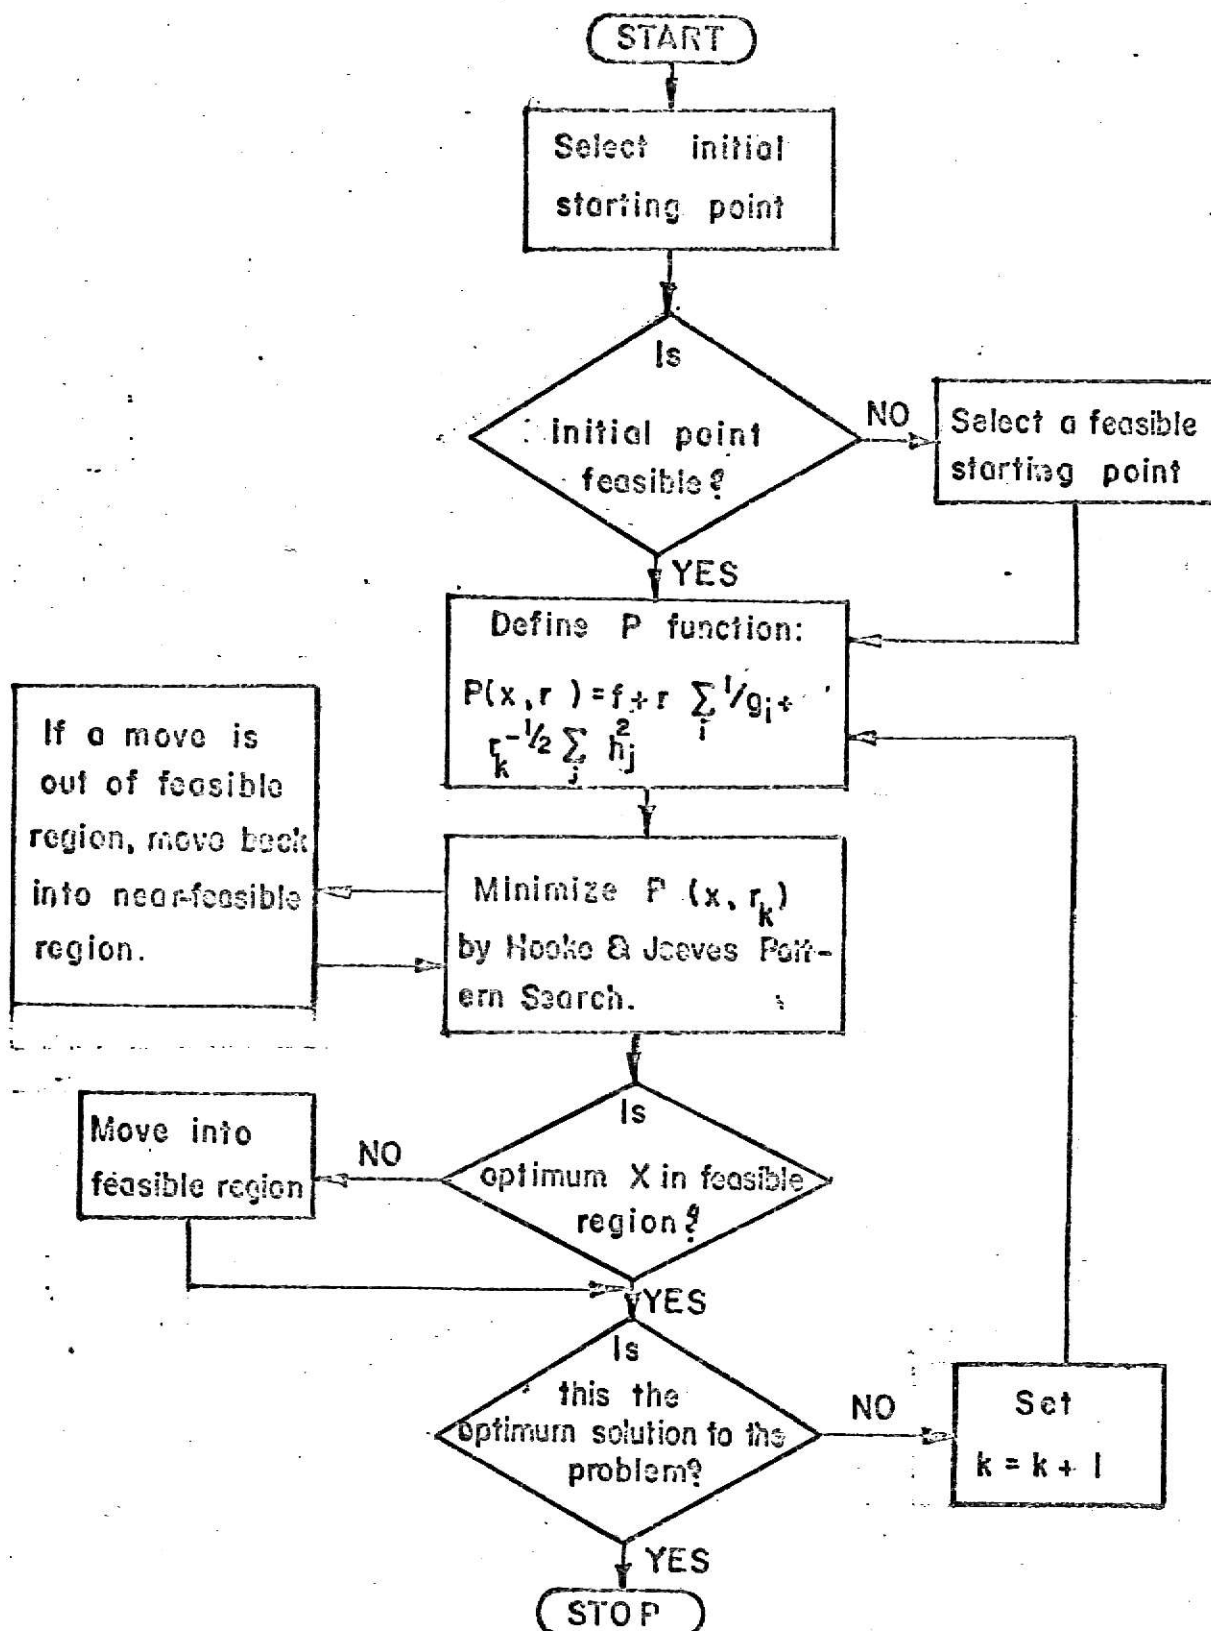 START
Select initial
starting point
Is
initial point
feasible?
NO
Select a feasible
starting point
YES
Define P function:
P(x, r ) = f + r ∑ 1/gi +
i
rk^-1/2 ∑ hj^2
j
If a move is
out of feasible
region, move back
into near-feasible
region.
Minimize P (x, rk)
by Hooke & Jeeves Patt-
ern Search.
Is
optimum X in feasible
region?
NO
Move into
feasible region
YES
Is
this the
optimum solution to the
problem?
NO
Set
k = k + 1
YES
STOP